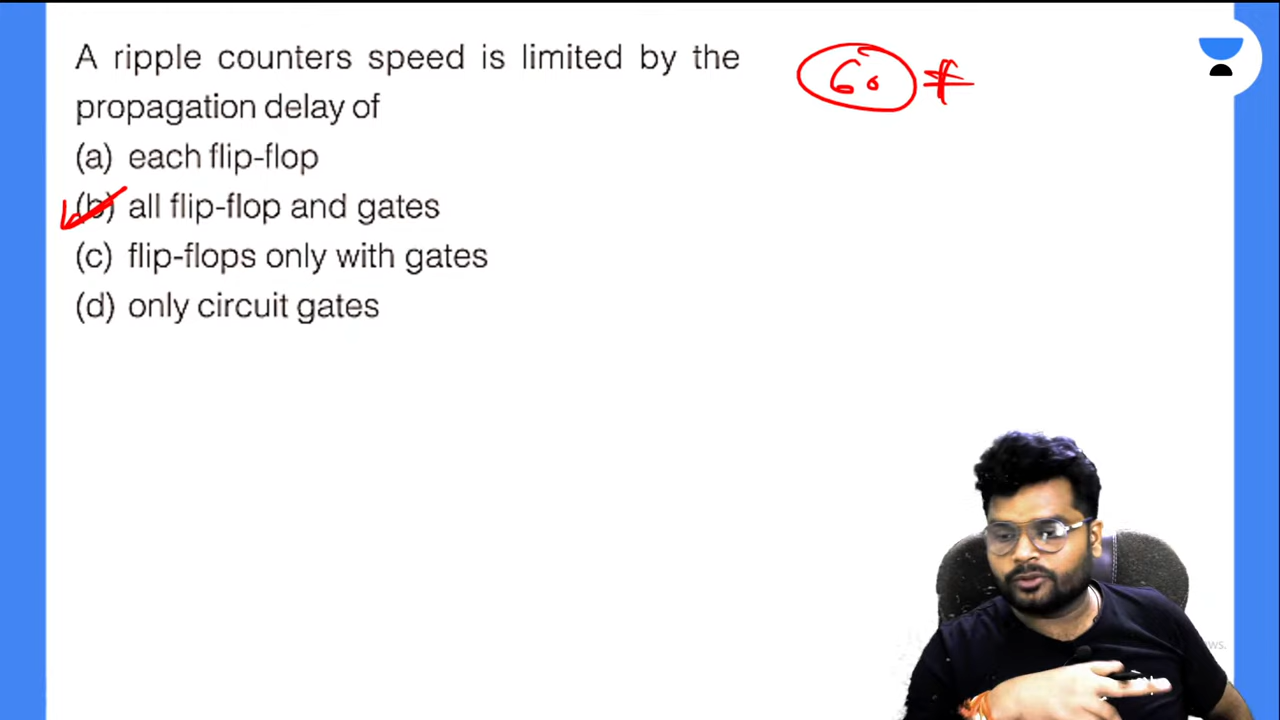 A ripple counters speed is limited by the
propagation delay of
(a) each flip-flop
(b) all flip-flop and gates
(c) flip-flops only with gates
(d) only circuit gates
60